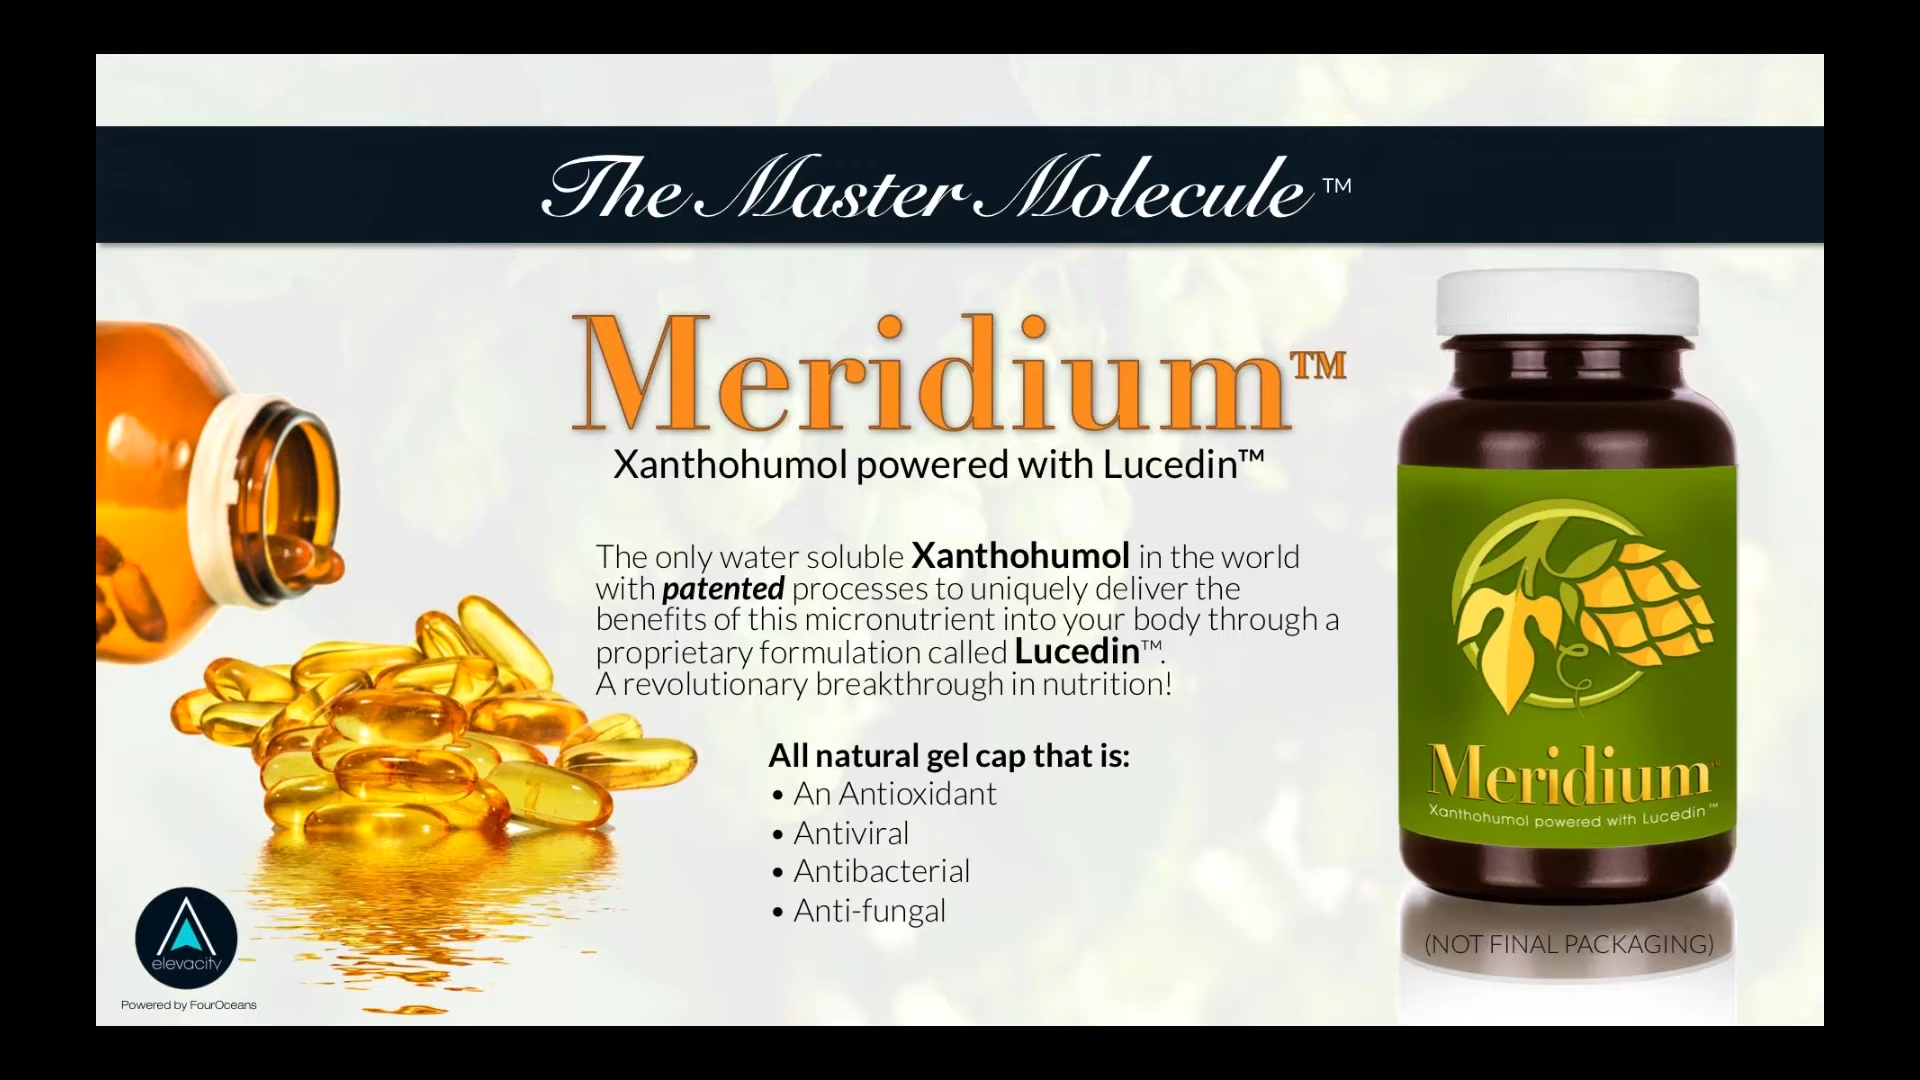 The Master Molecule™
Meridium™
Xanthohumol powered with Lucedin™
The only water soluble Xanthohumol in the world
with patented processes to uniquely deliver the
benefits of this micronutrient into your body through a
proprietary formulation called Lucedin™.
A revolutionary breakthrough in nutrition!
All natural gel cap that is:
• An Antioxidant
• Antiviral
• Antibacterial
• Anti-fungal
Meridium™
Xanthohumol powered with Lucedin™
(NOT FINAL PACKAGING)
elevacity
Powered by FourOceans